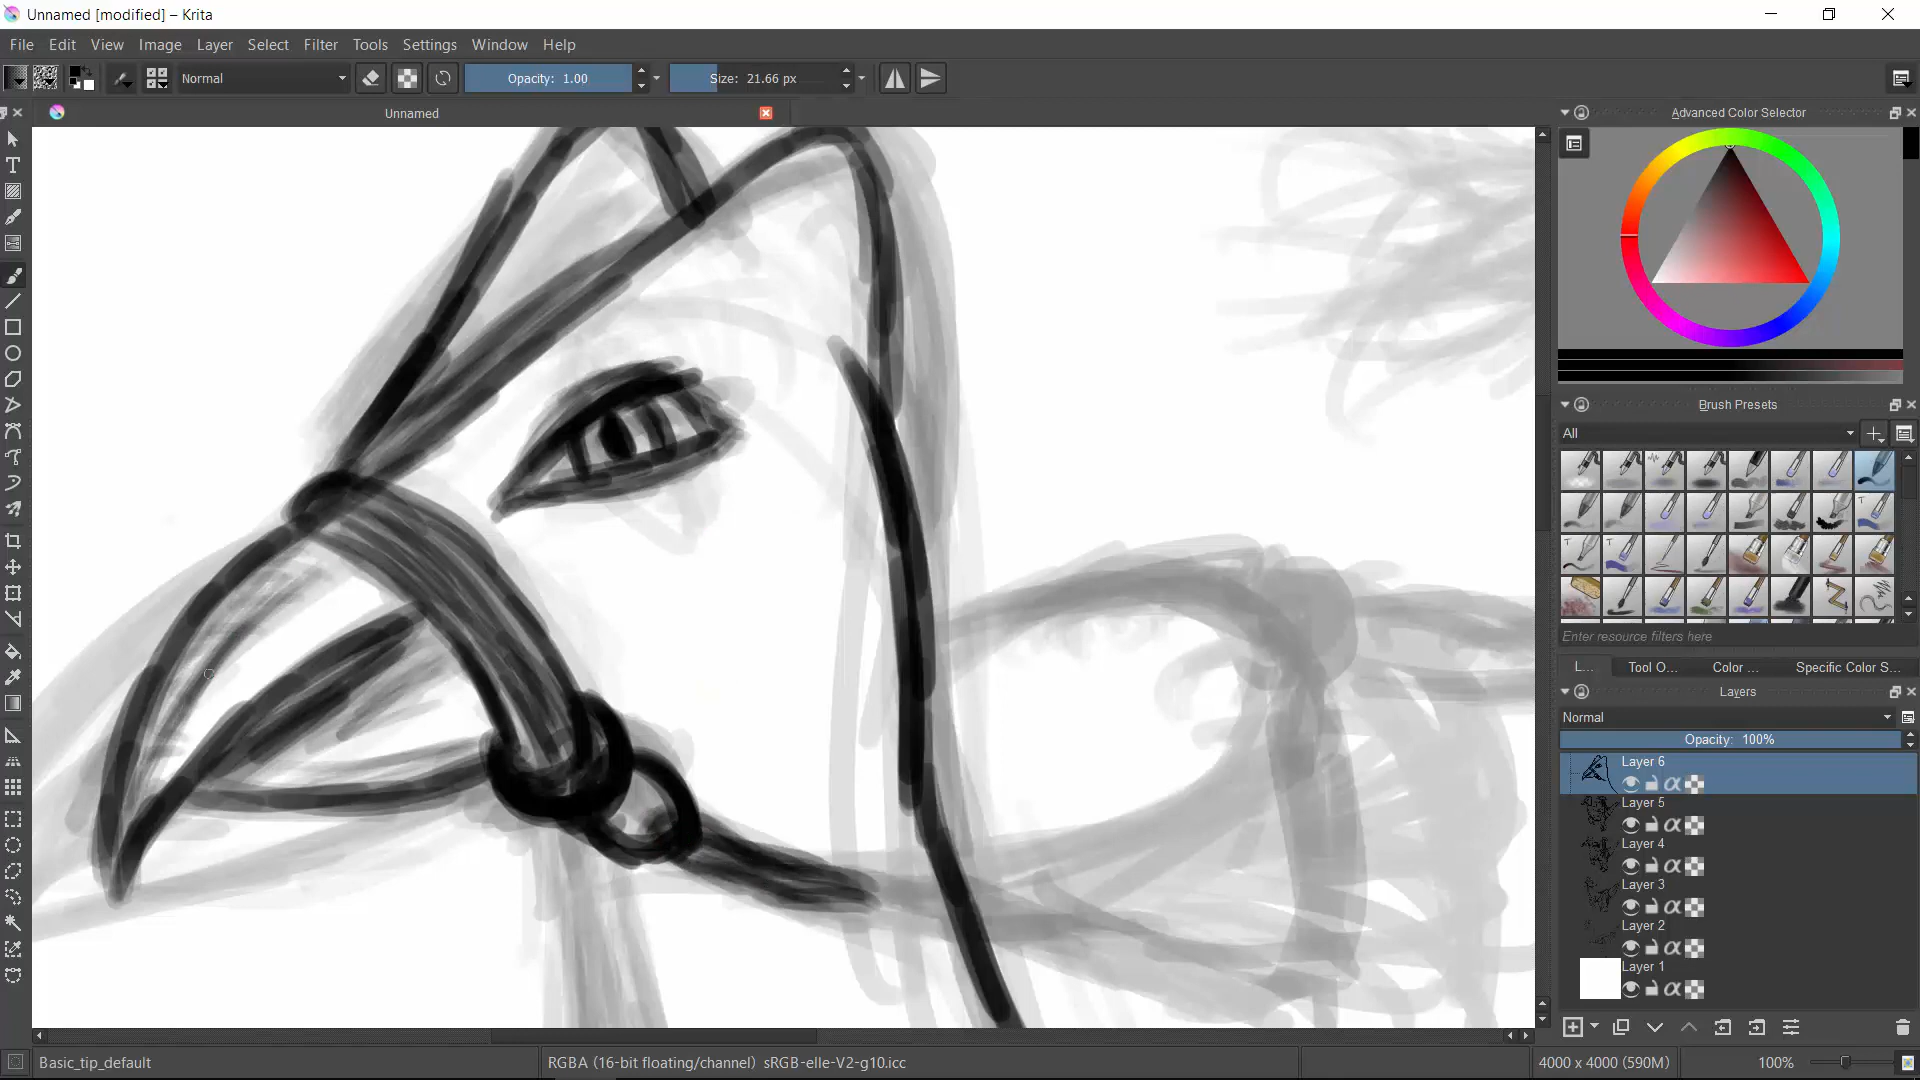 Unnamed [modified] – Krita
File Edit View Image Layer Select Filter Tools Settings Window Help
Normal
Opacity: 1.00
Size: 21.66 px
Unnamed
Advanced Color Selector
Brush Presets
All
Enter resource filters here
L... Tool O... Color ... Specific Color S...
Layers
Normal
Opacity: 100%
Layer 6
Layer 5
Layer 4
Layer 3
Layer 2
Layer 1
Basic_tip_default
RGBA (16-bit floating/channel) sRGB-elle-V2-g10.icc
4000 x 4000 (590M)
100%